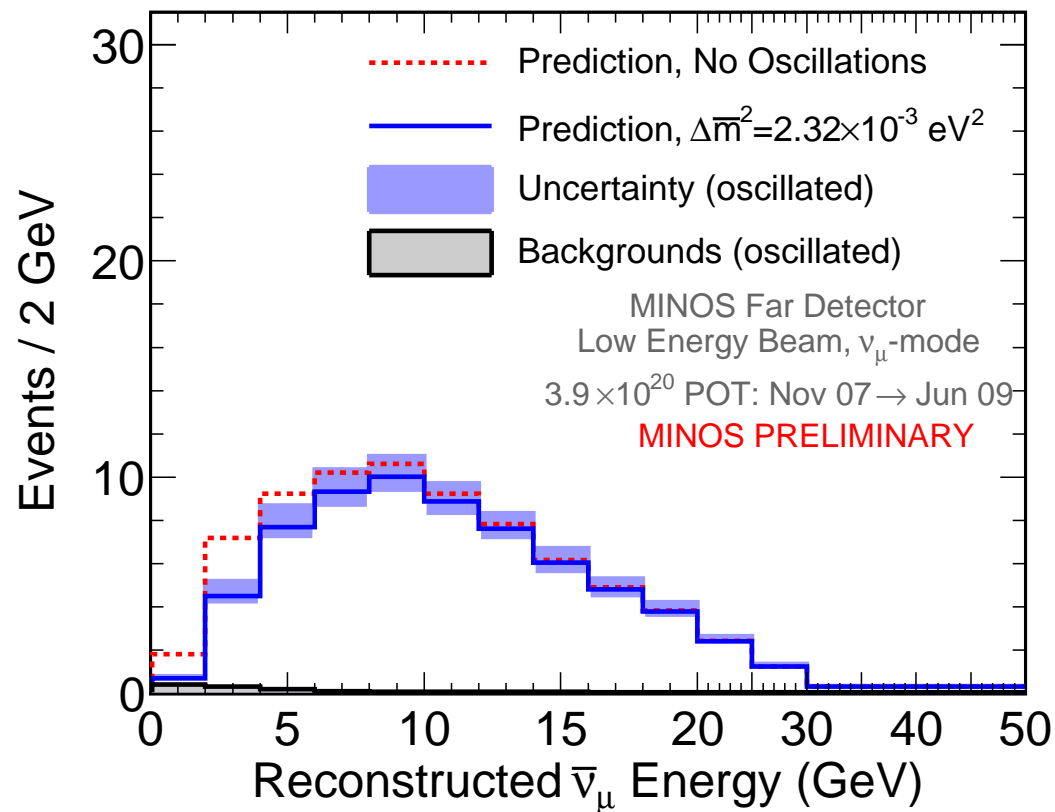 30
20
10
0
Events / 2 GeV
Prediction, No Oscillations
Prediction, Δm̅²=2.32×10⁻³ eV²
Uncertainty (oscillated)
Backgrounds (oscillated)
MINOS Far Detector
Low Energy Beam, νμ-mode
3.9×10²⁰ POT: Nov 07→Jun 09
MINOS PRELIMINARY
0 5 10 15 20 30 40 50
Reconstructed ν̅μ Energy (GeV)